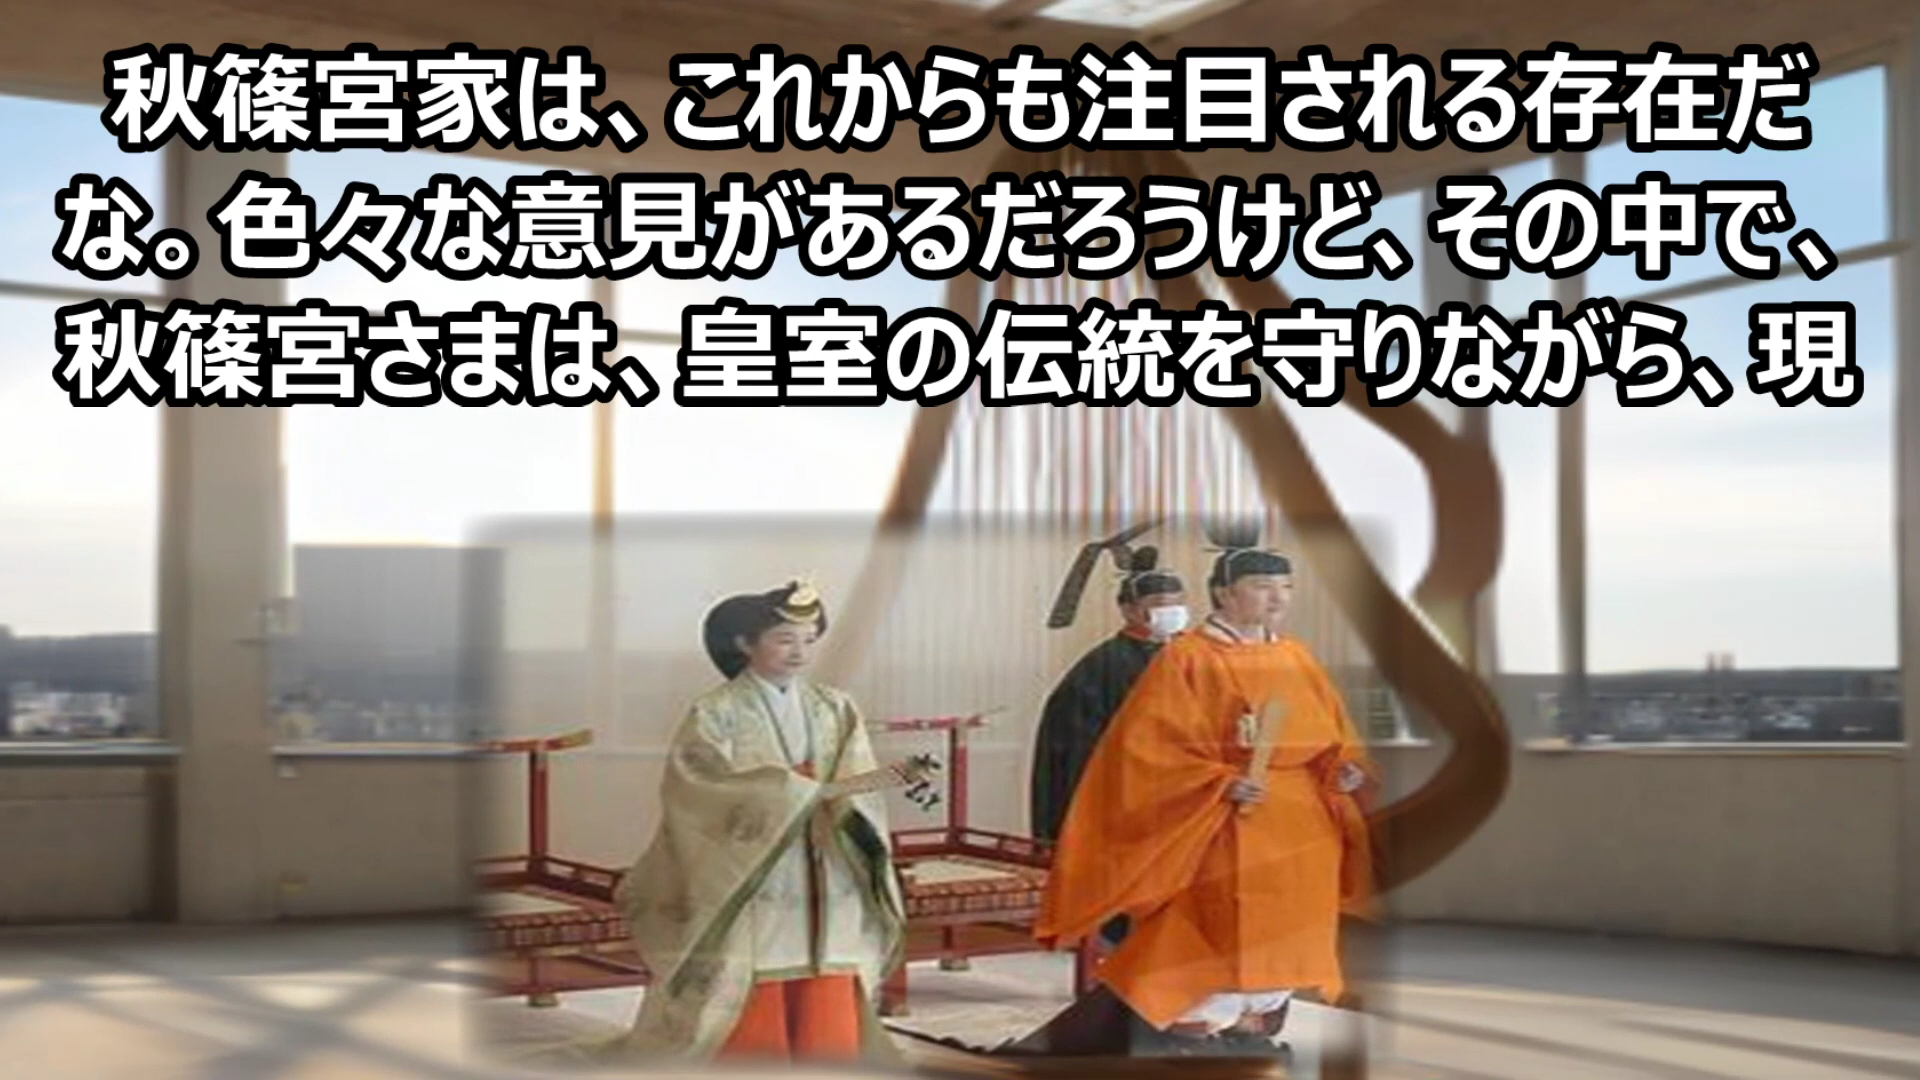 秋篠宮家は、これからも注目される存在だ
な。色々な意見があるだろうけど、その中で、
秋篠宮さまは、皇室の伝統を守りながら、現